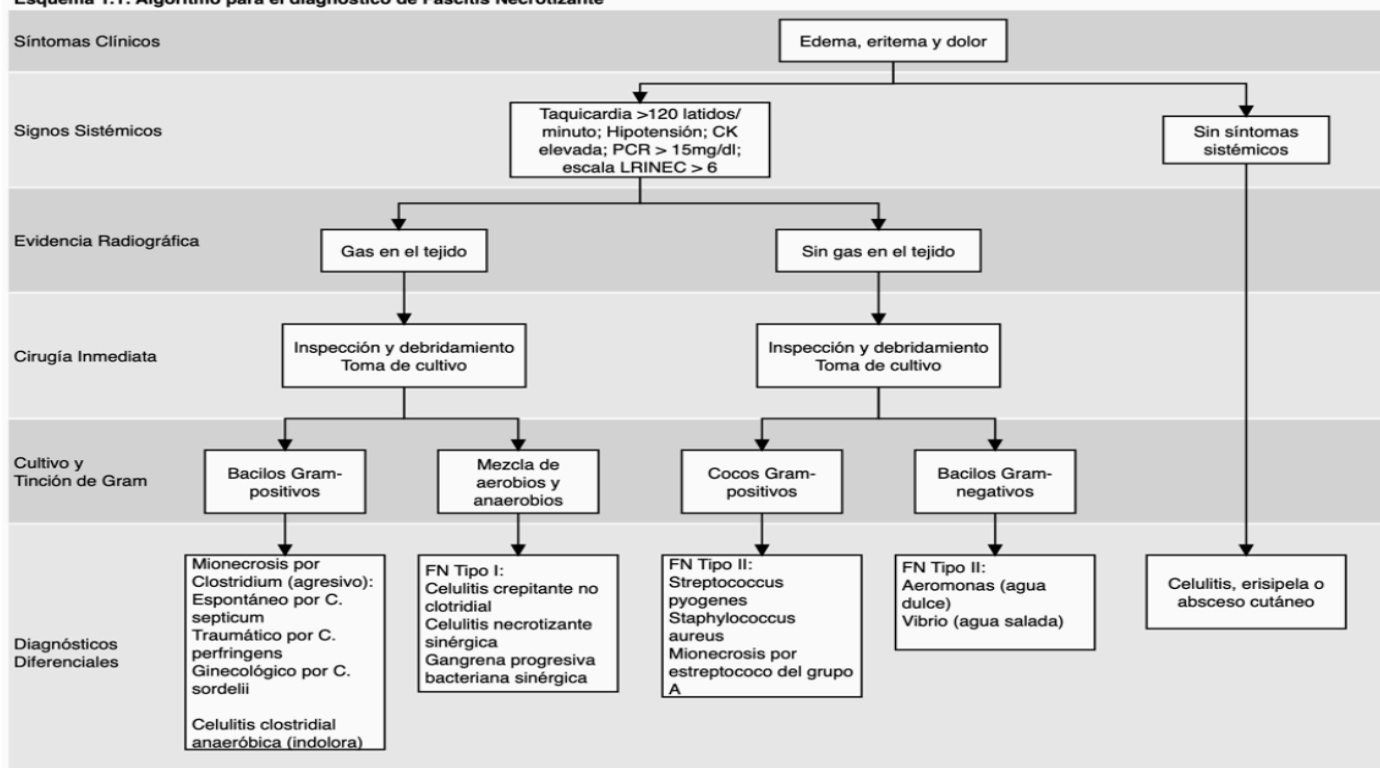 Esquema 1.1. Algoritmo para el diagnóstico de Fascitis Necrotizante
Síntomas Clínicos
Edema, eritema y dolor
Signos Sistémicos
Taquicardia >120 latidos/
minuto; Hipotensión; CK
elevada; PCR > 15mg/dl;
escala LRINEC > 6
Sin síntomas
sistémicos
Evidencia Radiográfica
Gas en el tejido
Sin gas en el tejido
Cirugía Inmediata
Inspección y debridamiento
Toma de cultivo
Inspección y debridamiento
Toma de cultivo
Cultivo y
Tinción de Gram
Bacilos Gram-
positivos
Mezcla de
aerobios y
anaerobios
Cocos Gram-
positivos
Bacilos Gram-
negativos
Diagnósticos
Diferenciales
Mionecrosis por
Clostridium (agresivo):
Espontáneo por C.
septicum
Traumático por C.
perfringens
Ginecológico por C.
sordelii
Celulitis clostridial
anaeróbica (indolora)
FN Tipo I:
Celulitis crepitante no
clotridial
Celulitis necrotizante
sinérgica
Gangrena progresiva
bacteriana sinérgica
FN Tipo II:
Streptococcus
pyogenes
Staphylococcus
aureus
Mionecrosis por
estreptococo del grupo
A
FN Tipo II:
Aeromonas (agua
dulce)
Vibrio (agua salada)
Celulitis, erisipela o
absceso cutáneo